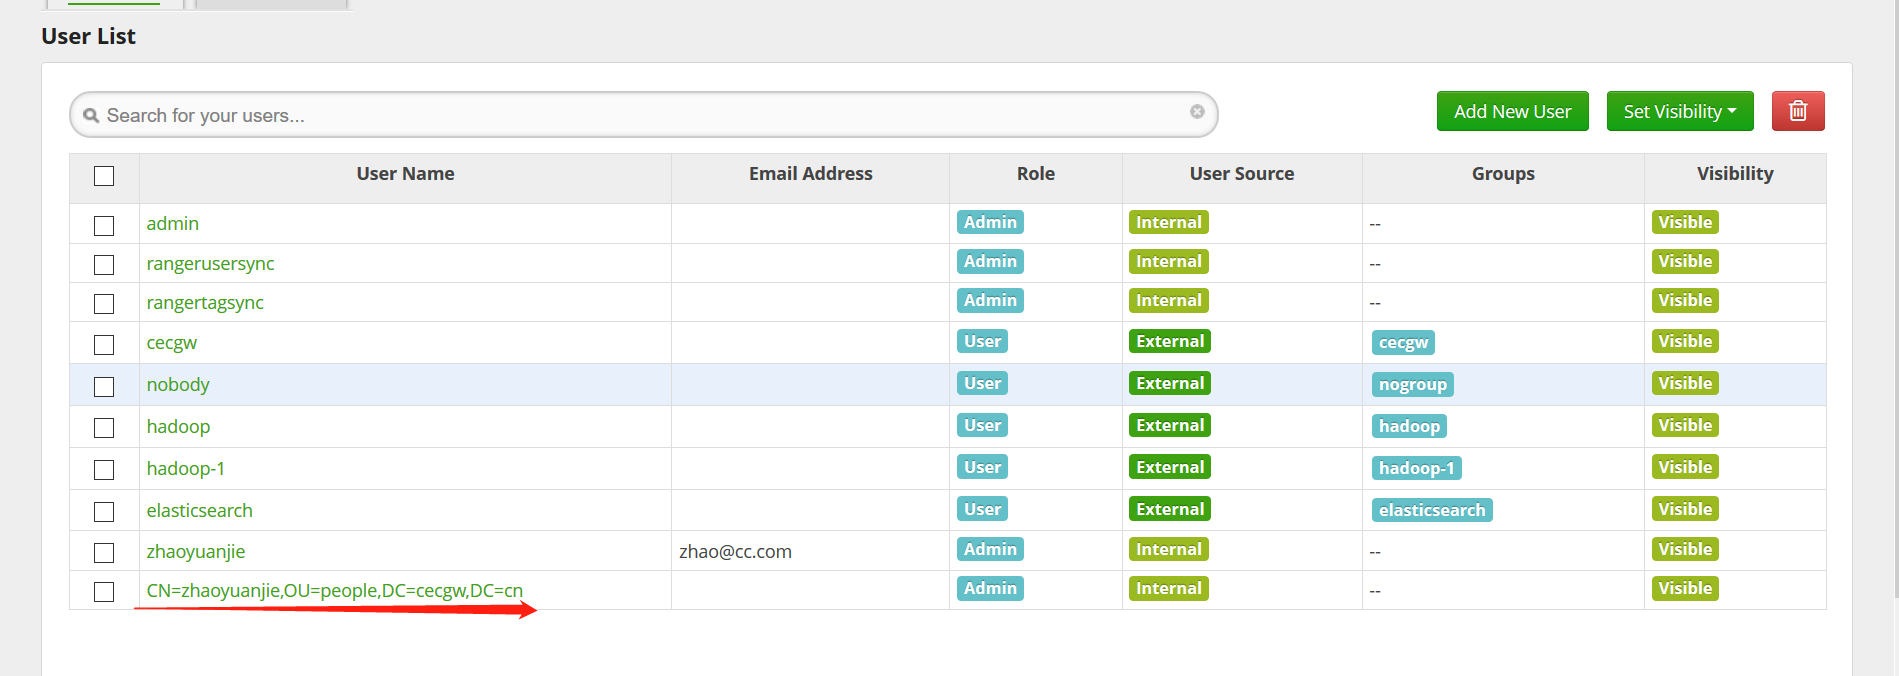 User List
Search for your users...
Add New User
Set Visibility
User Name Email Address Role User Source Groups Visibility
admin Admin Internal -- Visible
rangerusersync Admin Internal -- Visible
rangertagsync Admin Internal -- Visible
cecgw User External cecgw Visible
nobody User External nogroup Visible
hadoop User External hadoop Visible
hadoop-1 User External hadoop-1 Visible
elasticsearch User External elasticsearch Visible
zhaoyuanjie zhao@cc.com Admin Internal -- Visible
CN=zhaoyuanjie,OU=people,DC=cecgw,DC=cn Admin Internal -- Visible